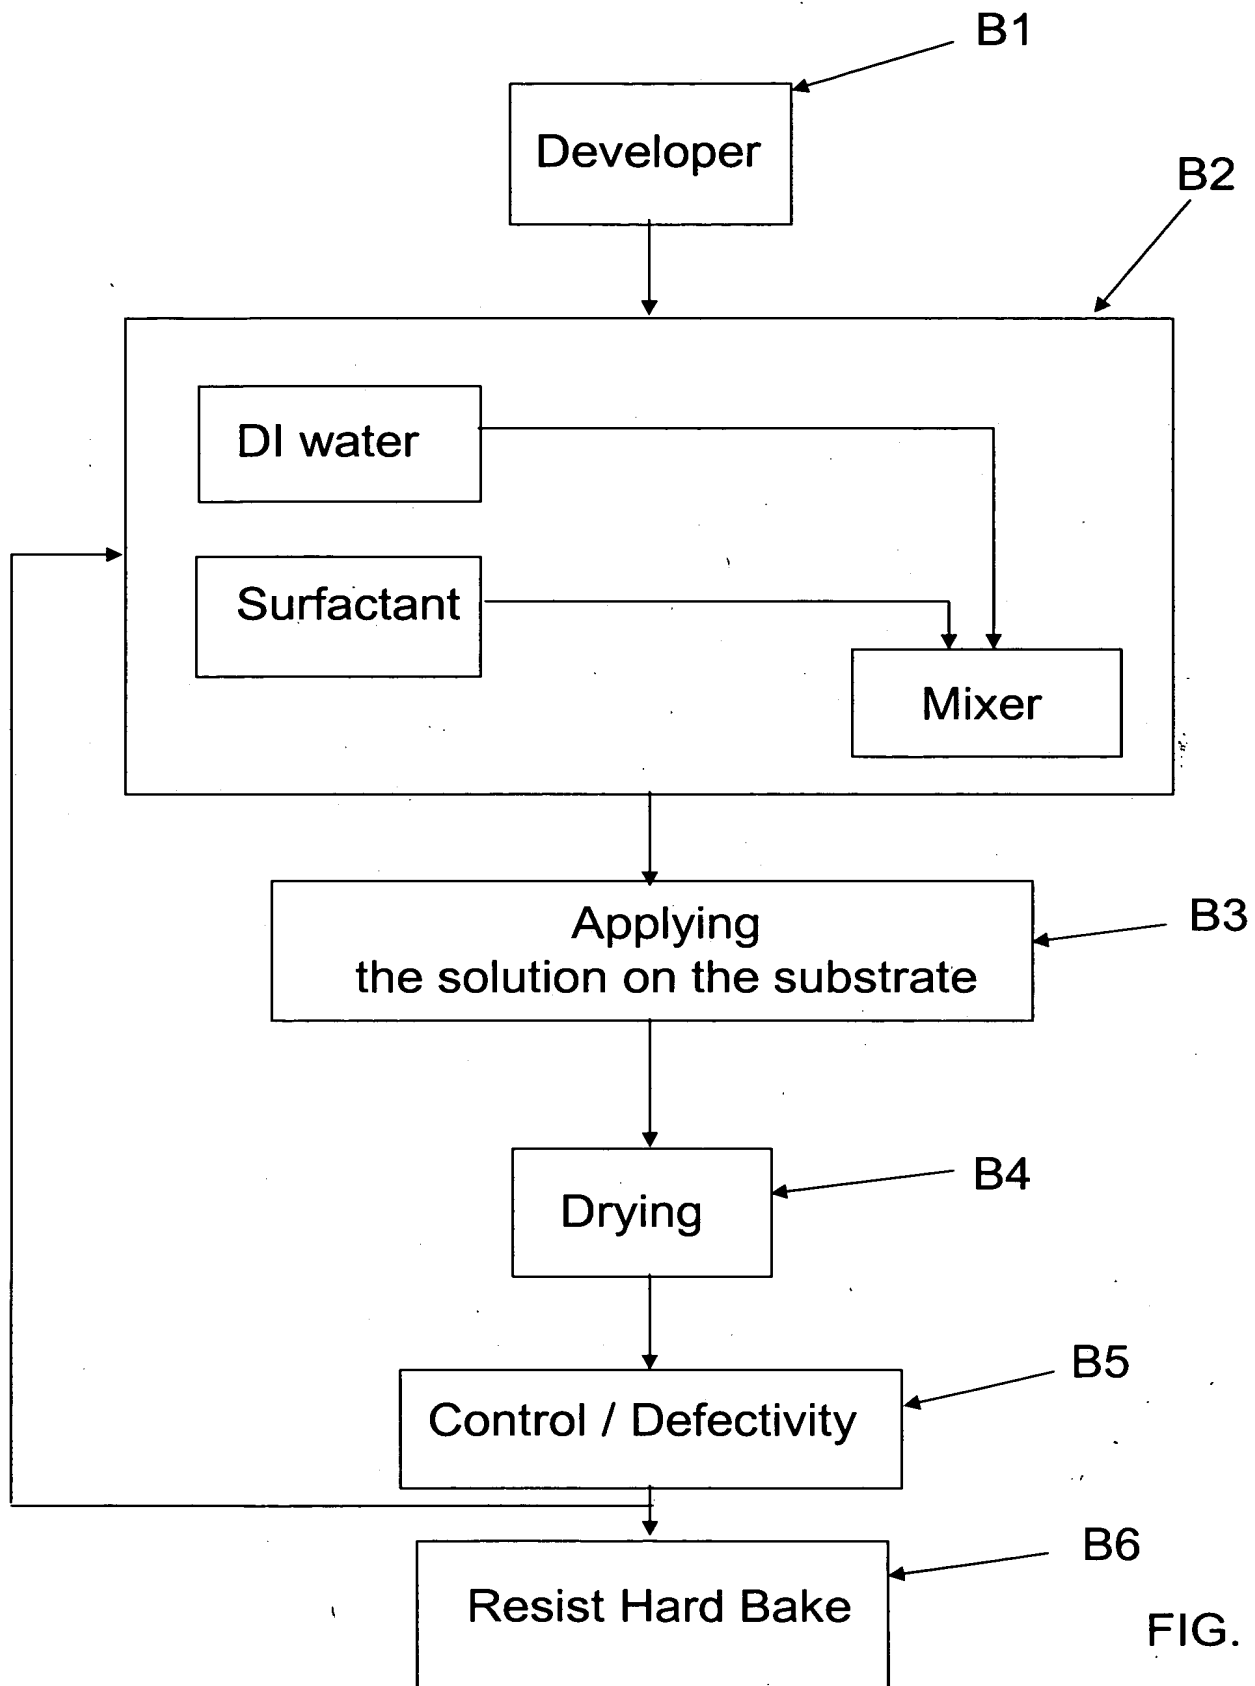 B1
Developer
B2
DI water
Surfactant
Mixer
Applying
the solution on the substrate
B3
B4
Drying
B5
Control / Defectivity
B6
Resist Hard Bake
FIG.